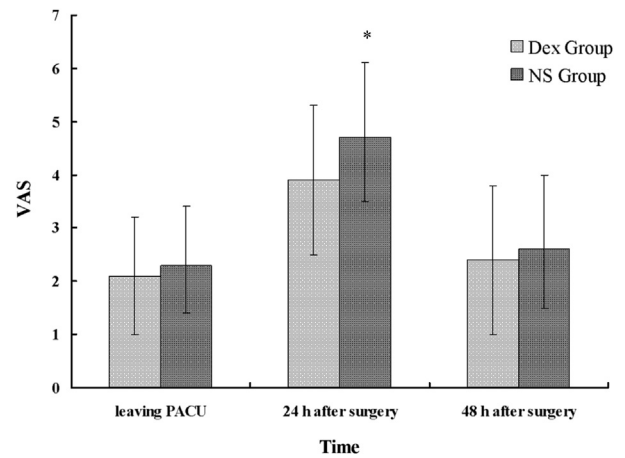 7
*
Dex Group
6
NS Group
5
4
VAS
3
2
1
0
leaving PACU 24 h after surgery 48 h after surgery
Time